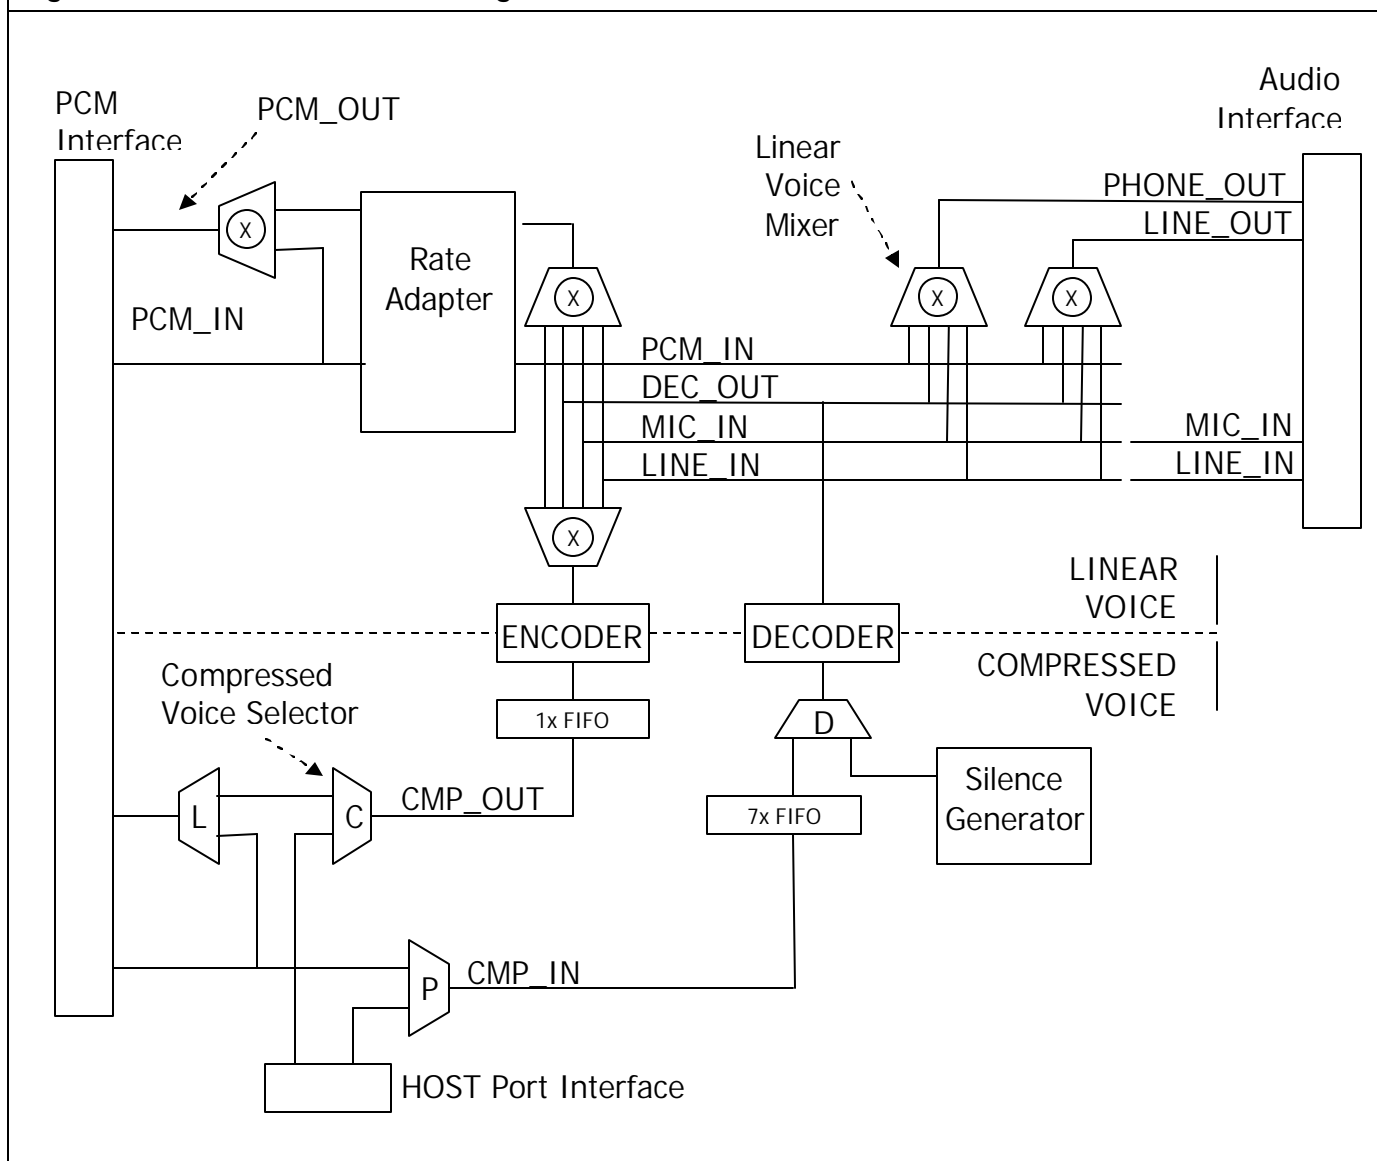 PCM
Interface
PCM_OUT
Audio
Interface
Linear
Voice
Mixer
PHONE_OUT
LINE_OUT
X
Rate
Adapter
X
X
X
PCM_IN
PCM_IN
DEC_OUT
MIC_IN
MIC_IN
LINE_IN
LINE_IN
X
LINEAR
VOICE
ENCODER
DECODER
COMPRESSED
VOICE
Compressed
Voice Selector
1x FIFO
D
Silence
Generator
L
C
CMP_OUT
7x FIFO
P
CMP_IN
HOST Port Interface